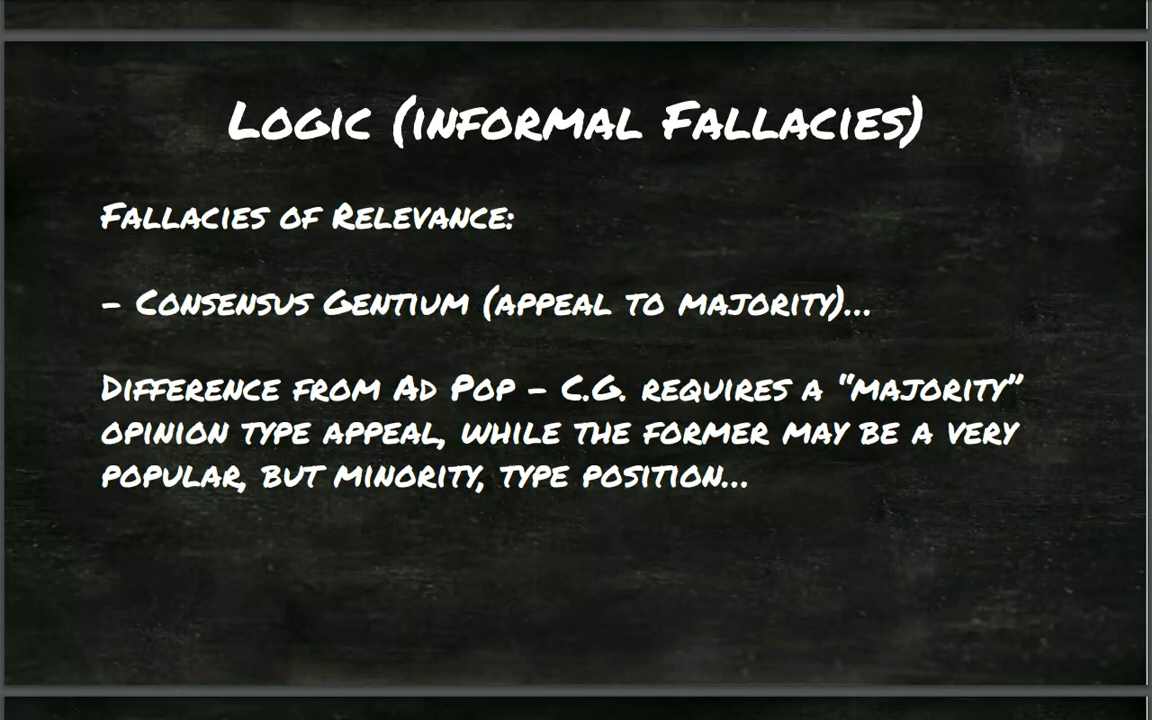 Logic (informal Fallacies)
Fallacies of Relevance:
- Consensus Gentium (appeal to majority)...
Difference from Ad Pop - C.G. requires a “majority”
opinion type appeal, while the former may be a very
popular, but minority, type position...